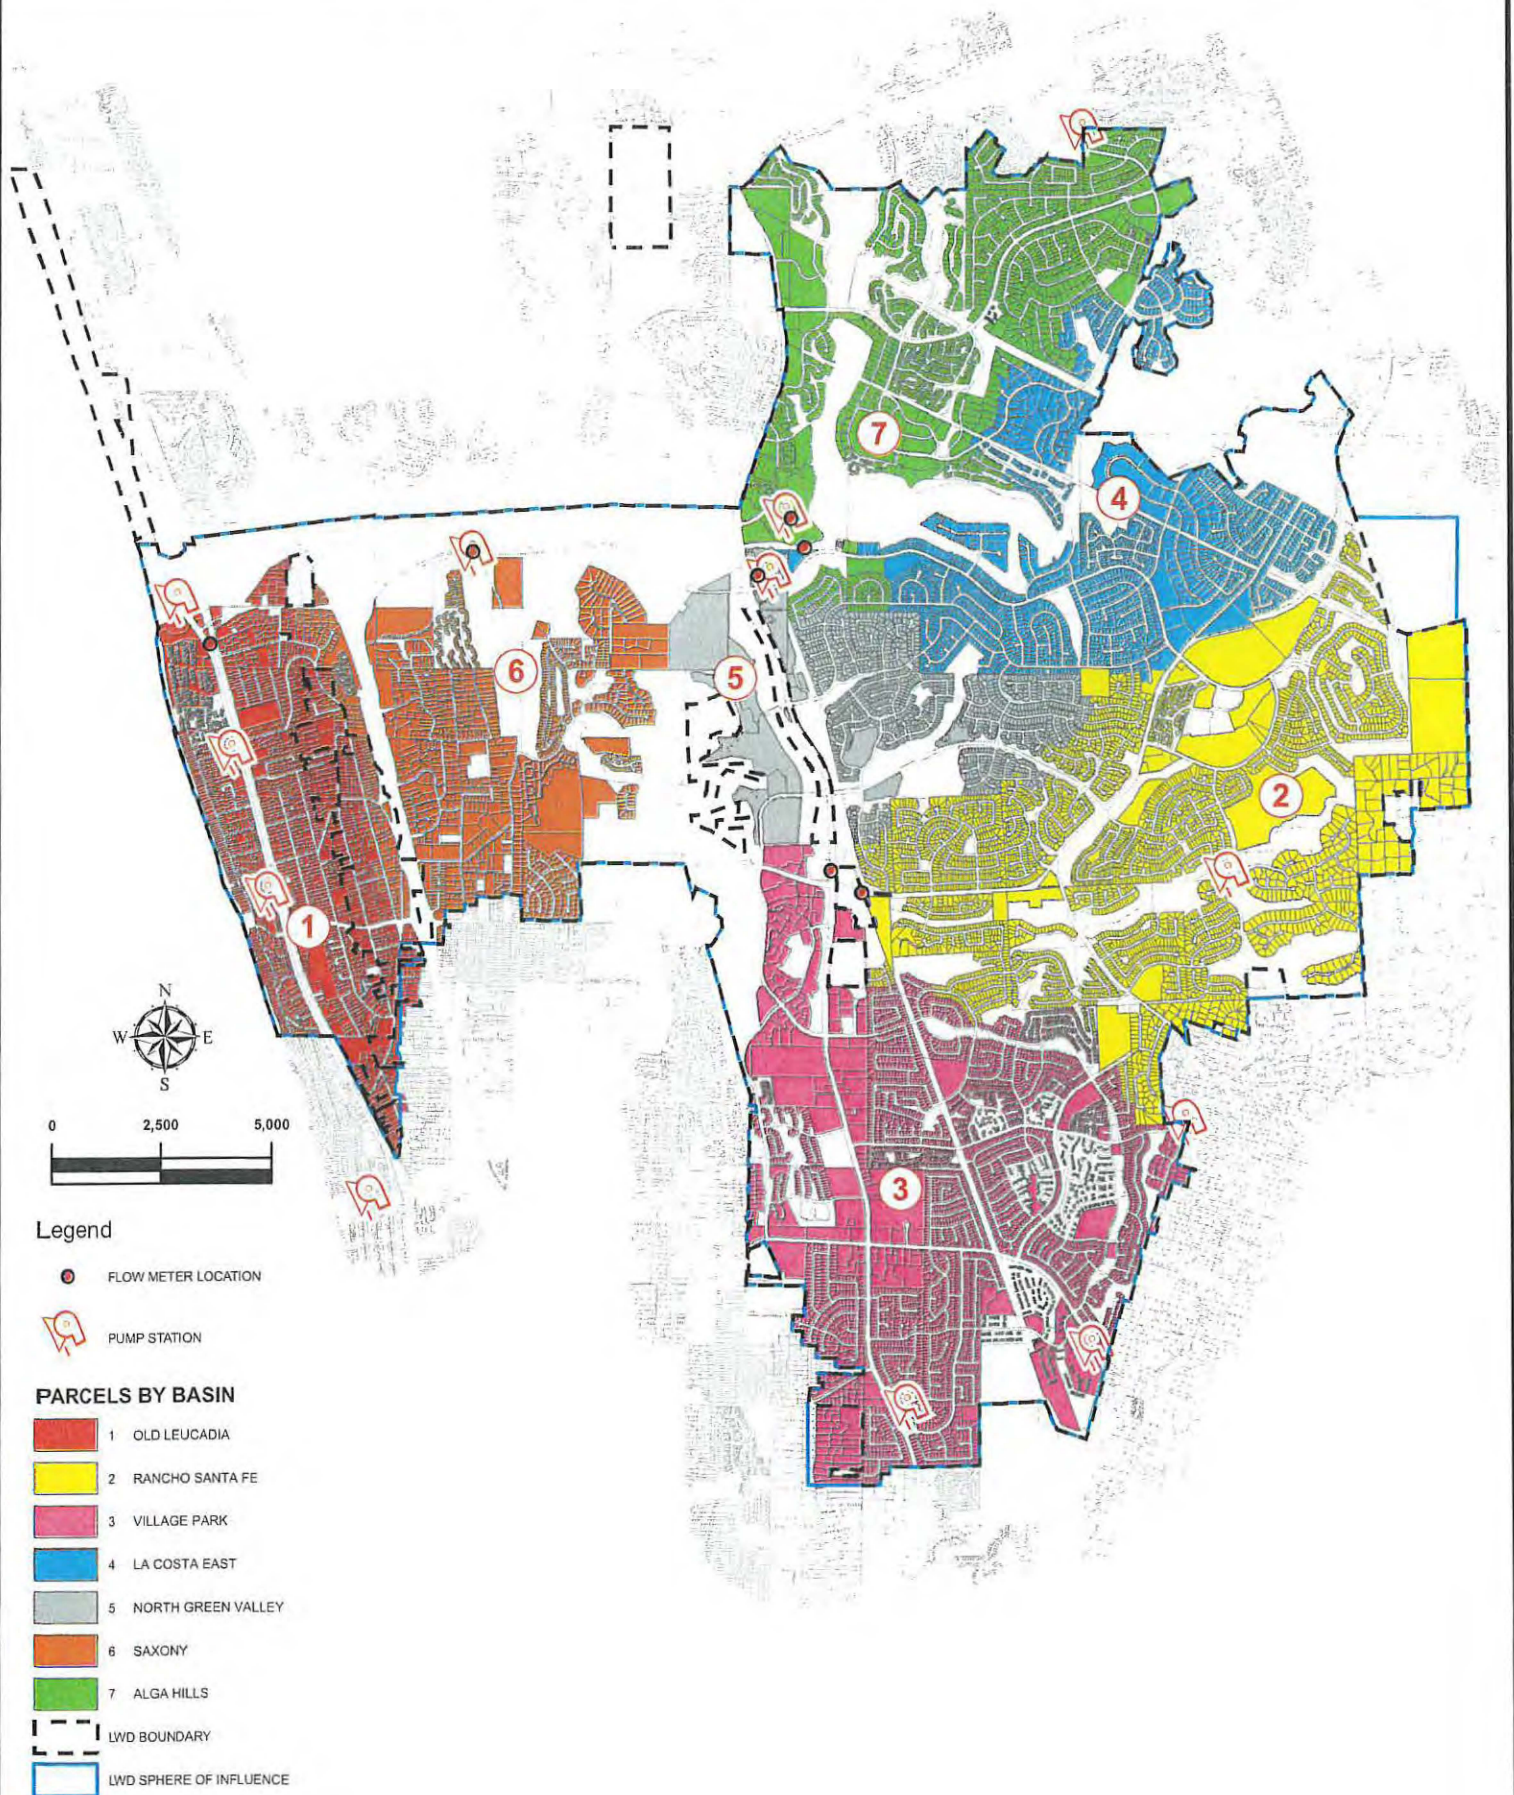 7
4
6
5
2
1
3
N
W E
S
0 2,500 5,000
Legend
FLOW METER LOCATION
PUMP STATION
PARCELS BY BASIN
1 OLD LEUCADIA
2 RANCHO SANTA FE
3 VILLAGE PARK
4 LA COSTA EAST
5 NORTH GREEN VALLEY
6 SAXONY
7 ALGA HILLS
LWD BOUNDARY
LWD SPHERE OF INFLUENCE